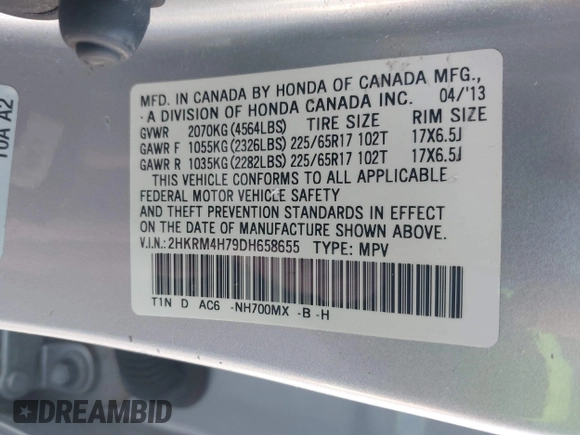 MFD. IN CANADA BY HONDA OF CANADA MFG.,
A DIVISION OF HONDA CANADA INC. 04/'13
GVWR 2070KG(4564LBS) TIRE SIZE RIM SIZE
GAWR F 1055KG(2326LBS) 225/65R17 102T 17X6.5J
GAWR R 1035KG(2282LBS) 225/65R17 102T 17X6.5J
THIS VEHICLE CONFORMS TO ALL APPLICABLE
FEDERAL MOTOR VEHICLE SAFETY
AND THEFT PREVENTION STANDARDS IN EFFECT
ON THE DATE OF MANUFACTURE SHOWN ABOVE.
V.I.N.: 2HKRM4H79DH658655 TYPE: MPV
T1N D AC6 -NH700MX -B -H
10A A2
DREAMBID